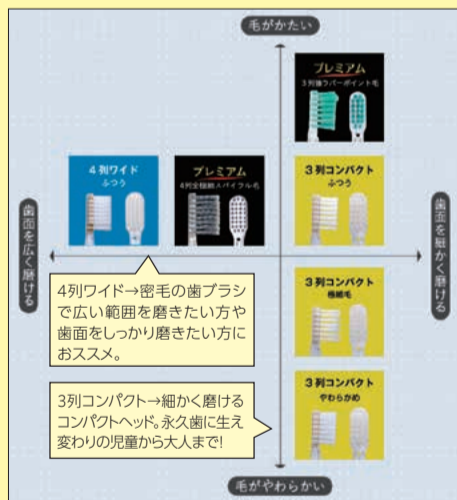 毛がかたい
プレミアム
3列強ラバーポイント毛
4列ワイド
ふつう
プレミアム
4列全極細スパイラル毛
3列コンパクト
ふつう
歯面を広く磨ける
歯面を細かく磨ける
4列ワイド→密毛の歯ブラシ
で広い範囲を磨きたい方や
歯面をしっかり磨きたい方に
おススメ。
3列コンパクト
極細毛
3列コンパクト→細かく磨ける
コンパクトヘッド。永久歯に生え
変わりの児童から大人まで!
3列コンパクト
やわらかめ
毛がやわらかい